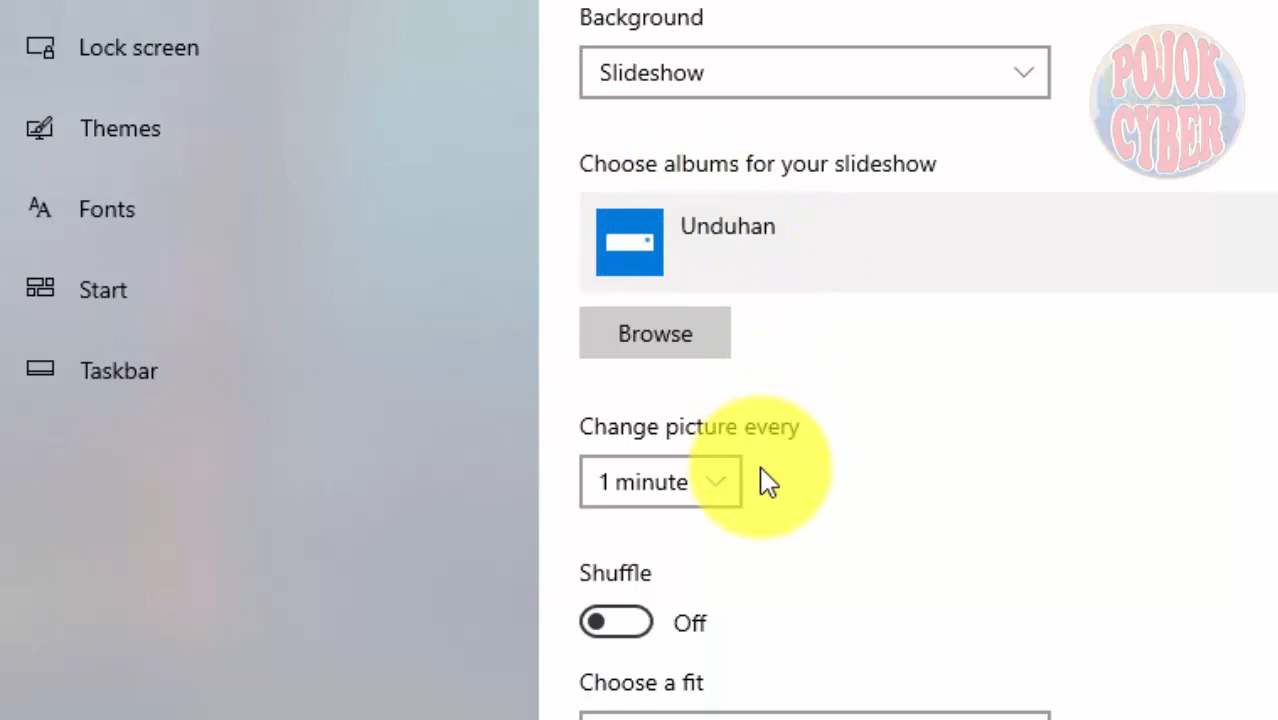 Lock screen
Themes
Fonts
Start
Taskbar
Background
Slideshow
Choose albums for your slideshow
Unduhan
Browse
Change picture every
1 minute
Shuffle
Off
Choose a fit
POJOK
CYBER